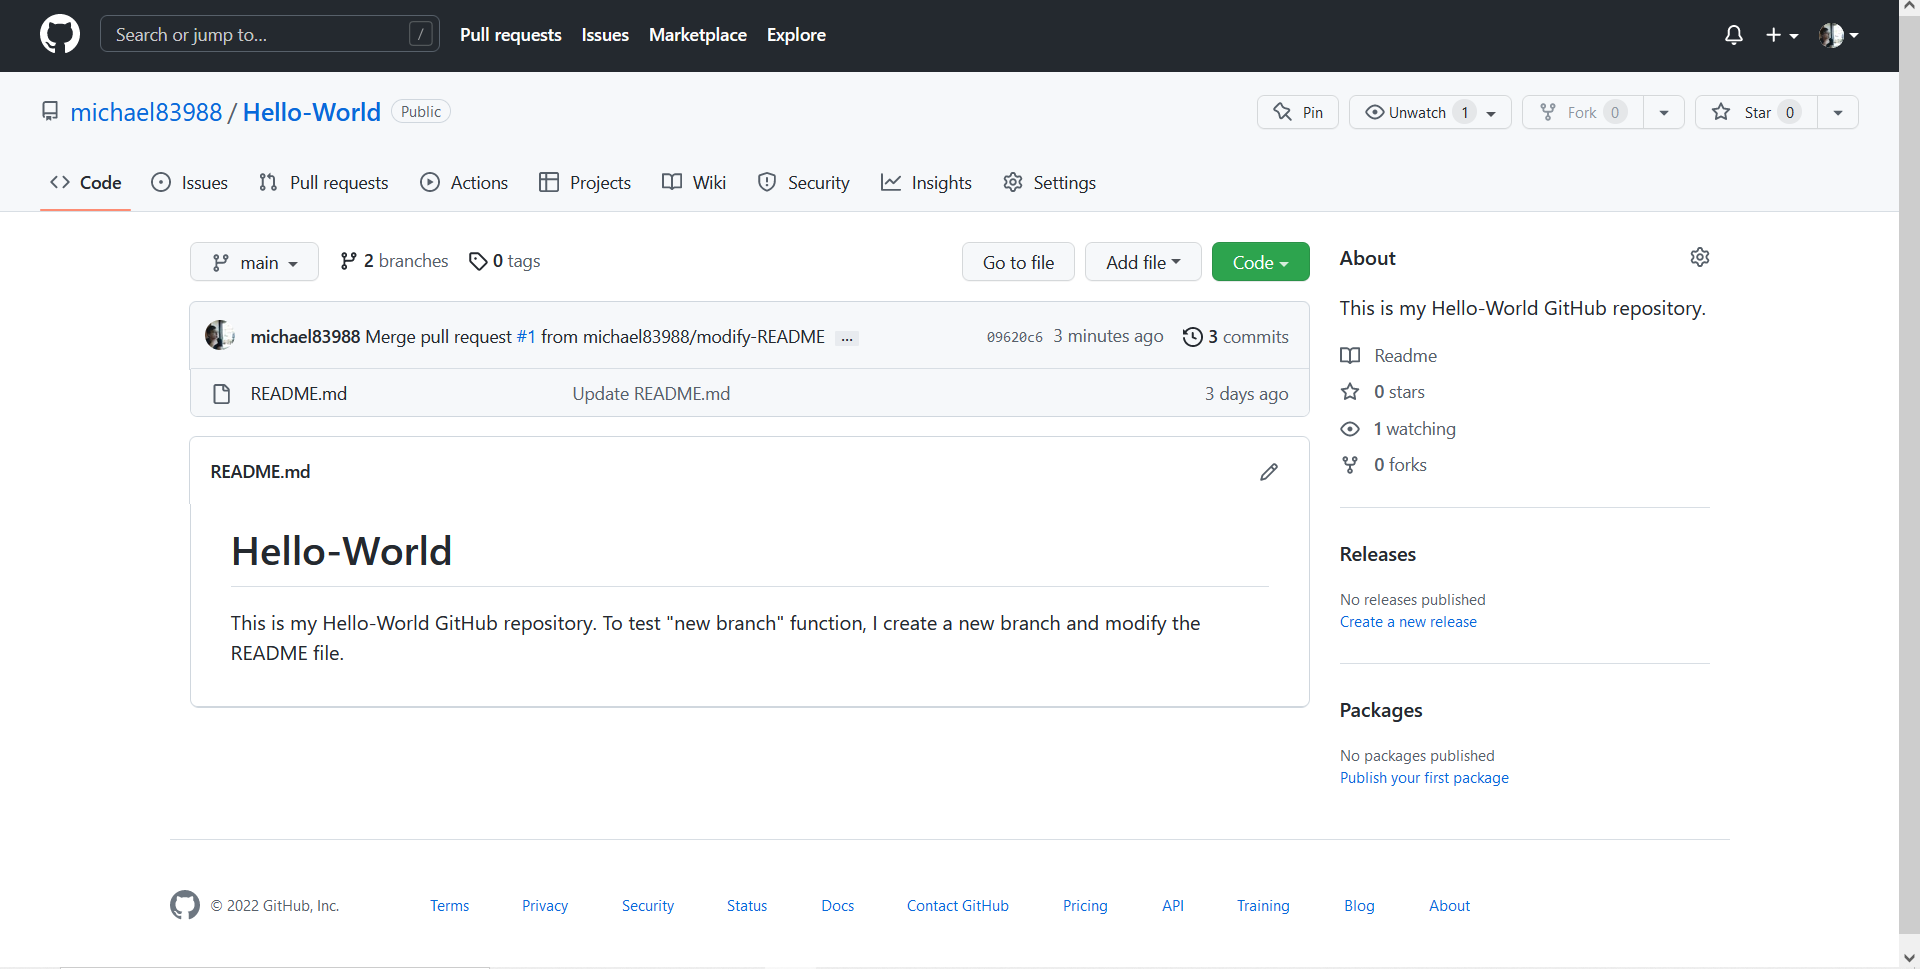 Search or jump to... /
Pull requests Issues Marketplace Explore
michael83988 / Hello-World Public
Pin Unwatch 1 Fork 0 Star 0
Code Issues Pull requests Actions Projects Wiki Security Insights Settings
main 2 branches 0 tags Go to file Add file Code
michael83988 Merge pull request #1 from michael83988/modify-README ... 09620c6 3 minutes ago 3 commits
README.md Update README.md 3 days ago
README.md
Hello-World
This is my Hello-World GitHub repository. To test "new branch" function, I create a new branch and modify the
README file.
About
This is my Hello-World GitHub repository.
Readme
0 stars
1 watching
0 forks
Releases
No releases published
Create a new release
Packages
No packages published
Publish your first package
© 2022 GitHub, Inc. Terms Privacy Security Status Docs Contact GitHub Pricing API Training Blog About